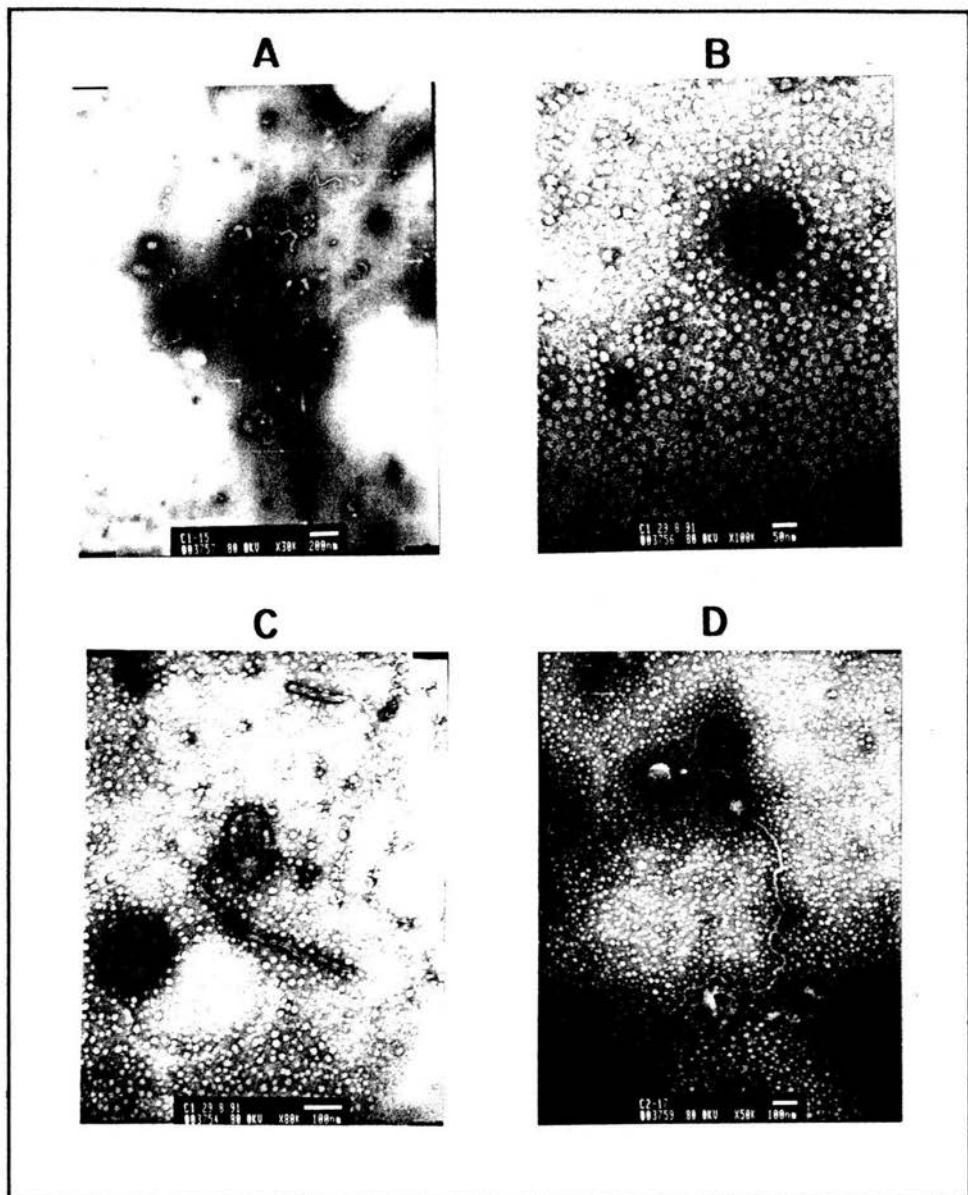 A
B
C1-15
003757 80.0KV X30K 200nm
C1 29 8 91
003756 80.0KV X100K 50nm
C
D
C1 29 8 91
003754 80.0KV X80K 100nm
C2-17
003759 80.0KV X50K 100nm